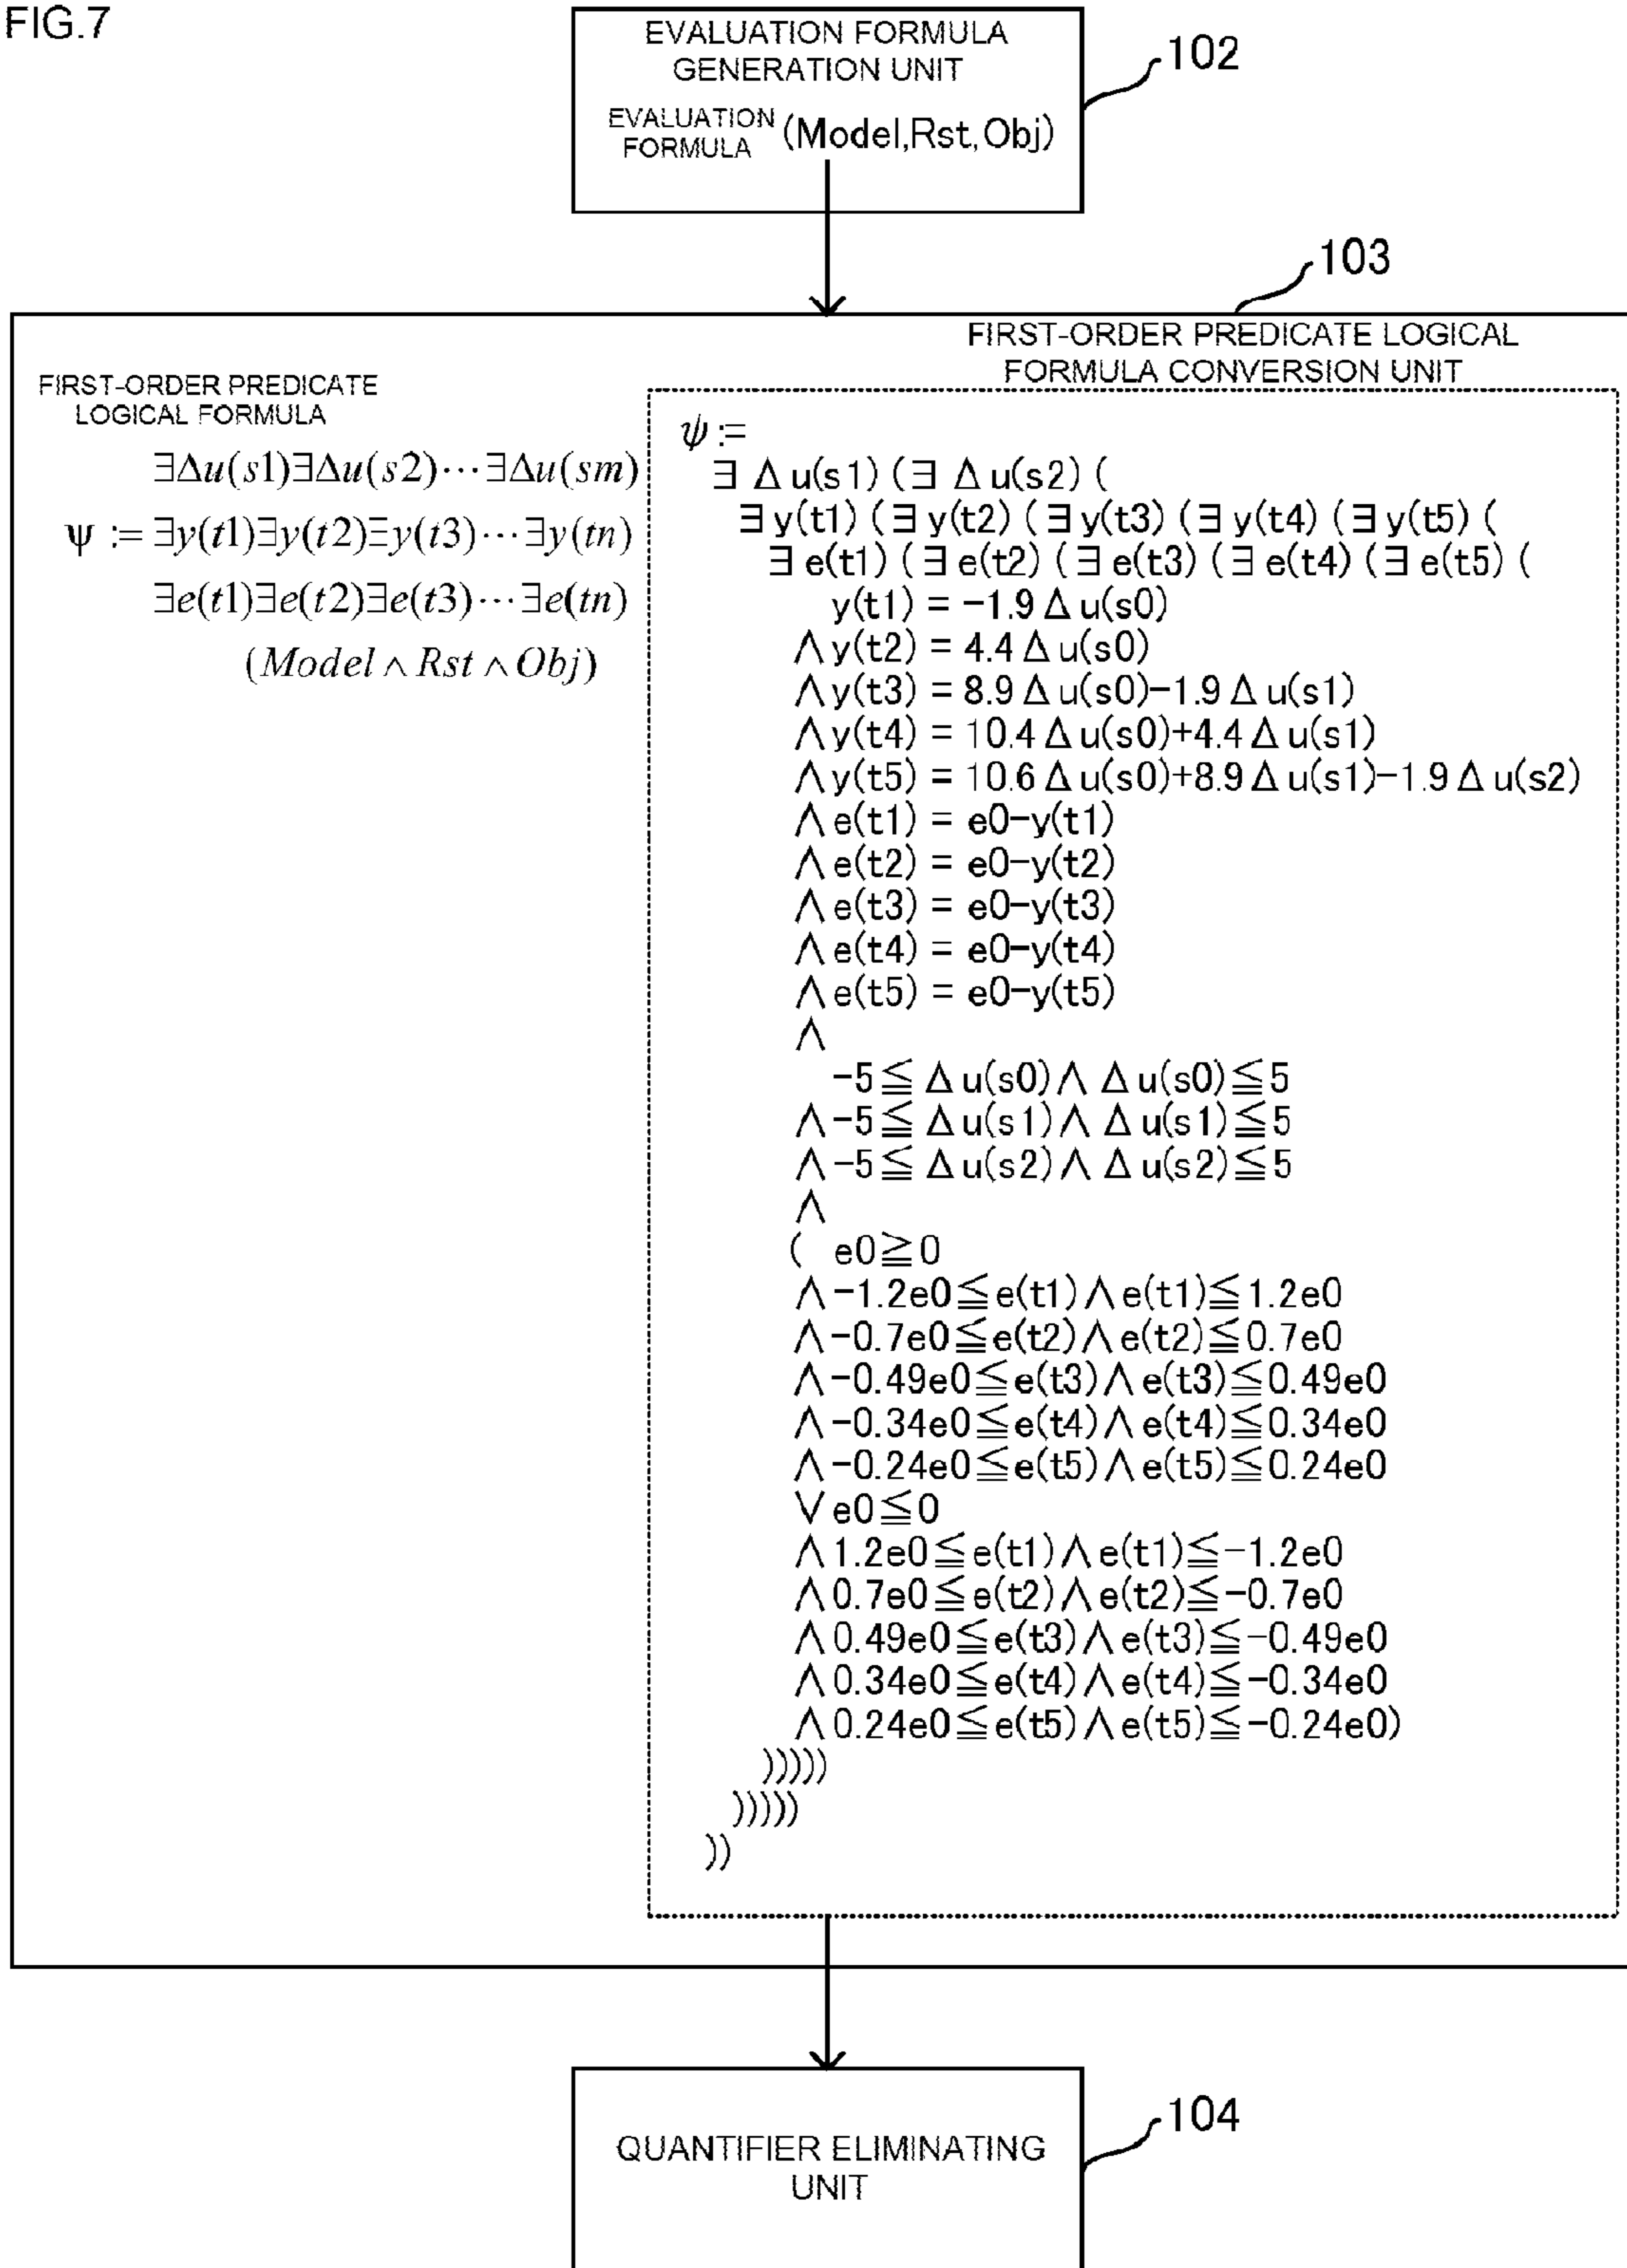 FIG.7
EVALUATION FORMULA
GENERATION UNIT
EVALUATION
FORMULA (Model,Rst,Obj)
102
103
FIRST-ORDER PREDICATE LOGICAL
FORMULA CONVERSION UNIT
FIRST-ORDER PREDICATE
LOGICAL FORMULA
∃Δu(s1)∃Δu(s2)⋯∃Δu(sm)
ψ := ∃y(t1)∃y(t2)∃y(t3)⋯∃y(tn)
∃e(t1)∃e(t2)∃e(t3)⋯∃e(tn)
(Model ∧ Rst ∧ Obj)
ψ :=
∃ Δ u(s1) (∃ Δ u(s2) (
∃ y(t1) (∃ y(t2) (∃ y(t3) (∃ y(t4) (∃ y(t5) (
∃ e(t1) (∃ e(t2) (∃ e(t3) (∃ e(t4) (∃ e(t5) (
y(t1) = -1.9 Δ u(s0)
∧ y(t2) = 4.4 Δ u(s0)
∧ y(t3) = 8.9 Δ u(s0)-1.9 Δ u(s1)
∧ y(t4) = 10.4 Δ u(s0)+4.4 Δ u(s1)
∧ y(t5) = 10.6 Δ u(s0)+8.9 Δ u(s1)-1.9 Δ u(s2)
∧ e(t1) = e0-y(t1)
∧ e(t2) = e0-y(t2)
∧ e(t3) = e0-y(t3)
∧ e(t4) = e0-y(t4)
∧ e(t5) = e0-y(t5)
∧
-5≦ Δ u(s0) ∧ Δ u(s0)≦5
∧ -5≦ Δ u(s1) ∧ Δ u(s1)≦5
∧ -5≦ Δ u(s2) ∧ Δ u(s2)≦5
∧
( e0≧0
∧ -1.2e0≦e(t1) ∧ e(t1)≦1.2e0
∧ -0.7e0≦e(t2) ∧ e(t2)≦0.7e0
∧ -0.49e0≦e(t3) ∧ e(t3)≦0.49e0
∧ -0.34e0≦e(t4) ∧ e(t4)≦0.34e0
∧ -0.24e0≦e(t5) ∧ e(t5)≦0.24e0
∨ e0≦0
∧ 1.2e0≦e(t1) ∧ e(t1)≦-1.2e0
∧ 0.7e0≦e(t2) ∧ e(t2)≦-0.7e0
∧ 0.49e0≦e(t3) ∧ e(t3)≦-0.49e0
∧ 0.34e0≦e(t4) ∧ e(t4)≦-0.34e0
∧ 0.24e0≦e(t5) ∧ e(t5)≦-0.24e0)
)))))
)))))
))
QUANTIFIER ELIMINATING
UNIT
104